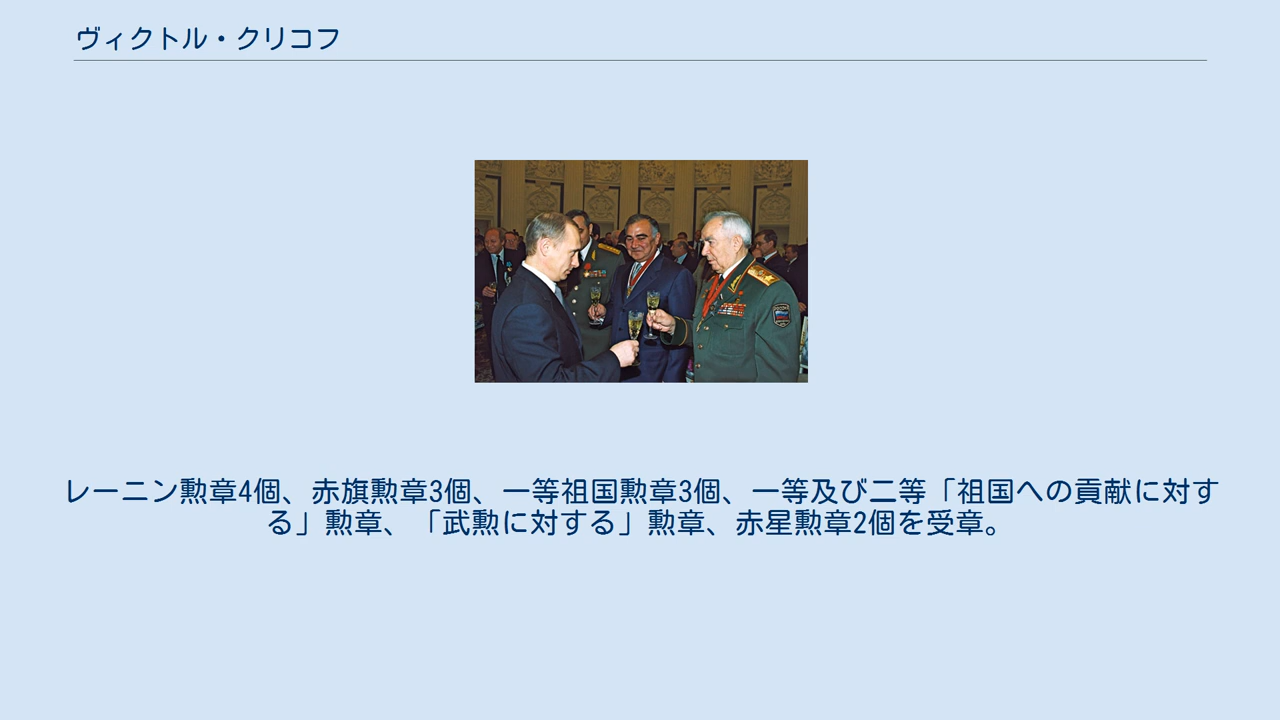 ヴィクトル・クリコフ
レーニン勲章4個、赤旗勲章3個、一等祖国勲章3個、一等及び二等「祖国への貢献に対す
る」勲章、「武勲に対する」勲章、赤星勲章2個を受章。